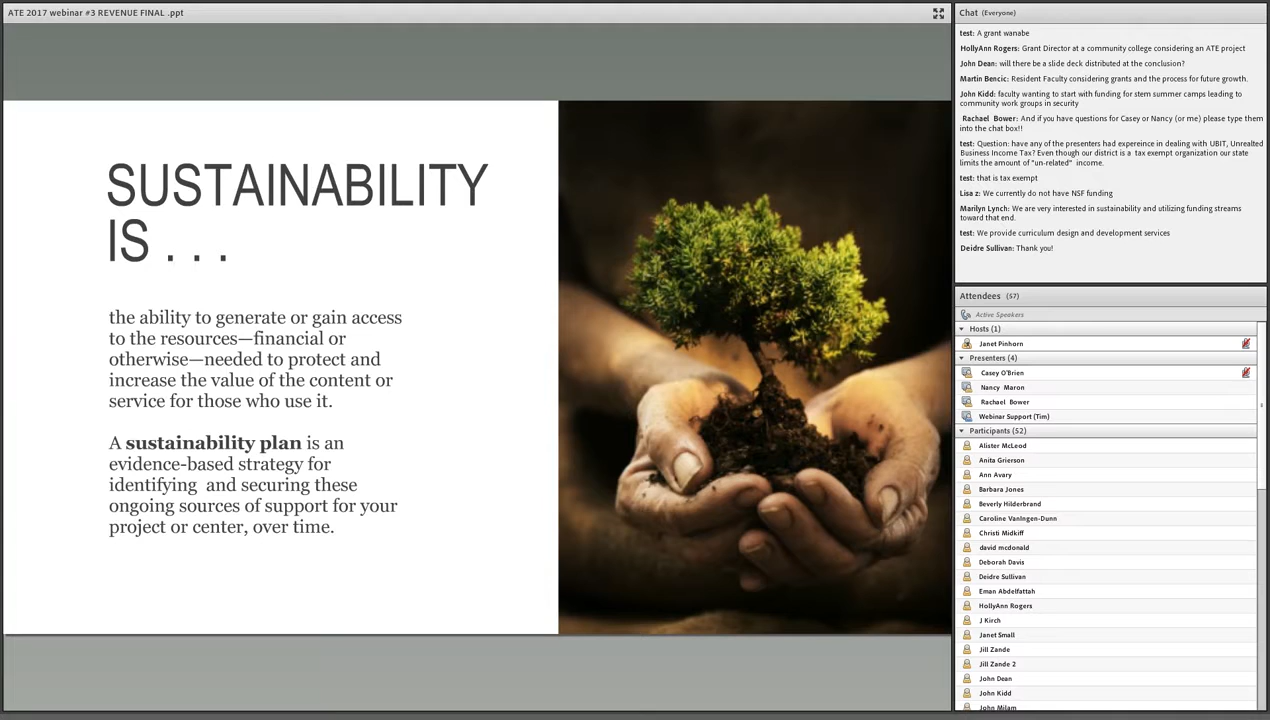 ATE 2017 webinar #3 REVENUE FINAL .ppt
SUSTAINABILITY
IS . . .
the ability to generate or gain access
to the resources—financial or
otherwise—needed to protect and
increase the value of the content or
service for those who use it.
A sustainability plan is an
evidence-based strategy for
identifying  and securing these
ongoing sources of support for your
project or center, over time.
Chat (Everyone)
test: A grant wanabe
HollyAnn Rogers: Grant Director at a community college considering an ATE project
John Dean: will there be a slide deck distributed at the conclusion?
Martin Bencic: Resident Faculty considering grants and the process for future growth.
John Kidd: faculty wanting to start with funding for stem summer camps leading to
community work groups in security
Rachael Bower: And if you have questions for Casey or Nancy (or me) please type them
into the chat box!!
test: Question: have any of the presenters had expereince in dealing with UBIT, Unrealted
Business Income Tax? Even though our district is a  tax exempt organization our state
limits the amount of "un-related"  income.
test: that is tax exempt
Lisa z: We currently do not have NSF funding
Marilyn Lynch: We are very interested in sustainability and utilizing funding streams
toward that end.
test: We provide curriculum design and development services
Deidre Sullivan: Thank you!
Attendees (57)
Active Speakers
Hosts (1)
Janet Pinhorn
Presenters (4)
Casey O'Brien
Nancy Maron
Rachael Bower
Webinar Support (Tim)
Participants (52)
Alister McLeod
Anita Grierson
Ann Avary
Barbara Jones
Beverly Hilderbrand
Caroline VanIngen-Dunn
Christi Midkiff
david mcdonald
Deborah Davis
Deidre Sullivan
Eman Abdelfattah
HollyAnn Rogers
J Kirch
Janet Small
Jill Zande
Jill Zande 2
John Dean
John Kidd
John Milam